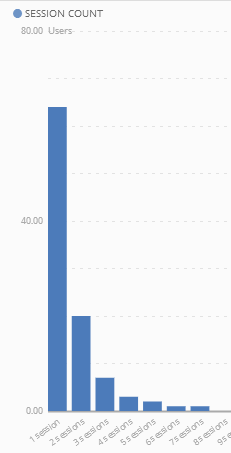 SESSION COUNT
80.00 Users
40.00
0.00
1 session
2 sessions
3 sessions
4 sessions
5 sessions
6 sessions
7 sessions
8 sessions